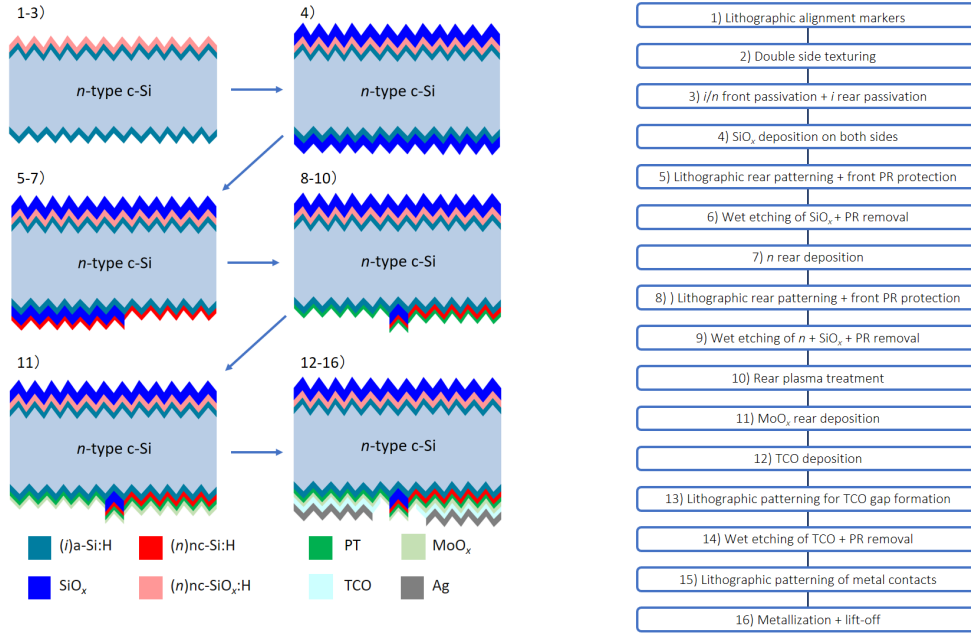 1-3）
4）
n-type c-Si
n-type c-Si
5-7）
8-10）
n-type c-Si
n-type c-Si
11）
12-16）
n-type c-Si
n-type c-Si
(i)a-Si:H
(n)nc-Si:H
PT
MoOx
SiOx
(n)nc-SiOx:H
TCO
Ag
1) Lithographic alignment markers
2) Double side texturing
3) i/n front passivation + i rear passivation
4) SiOx deposition on both sides
5) Lithographic rear patterning + front PR protection
6) Wet etching of SiOx + PR removal
7) n rear deposition
8) ) Lithographic rear patterning + front PR protection
9) Wet etching of n + SiOx + PR removal
10) Rear plasma treatment
11) MoOx rear deposition
12) TCO deposition
13) Lithographic patterning for TCO gap formation
14) Wet etching of TCO + PR removal
15) Lithographic patterning of metal contacts
16) Metallization + lift-off